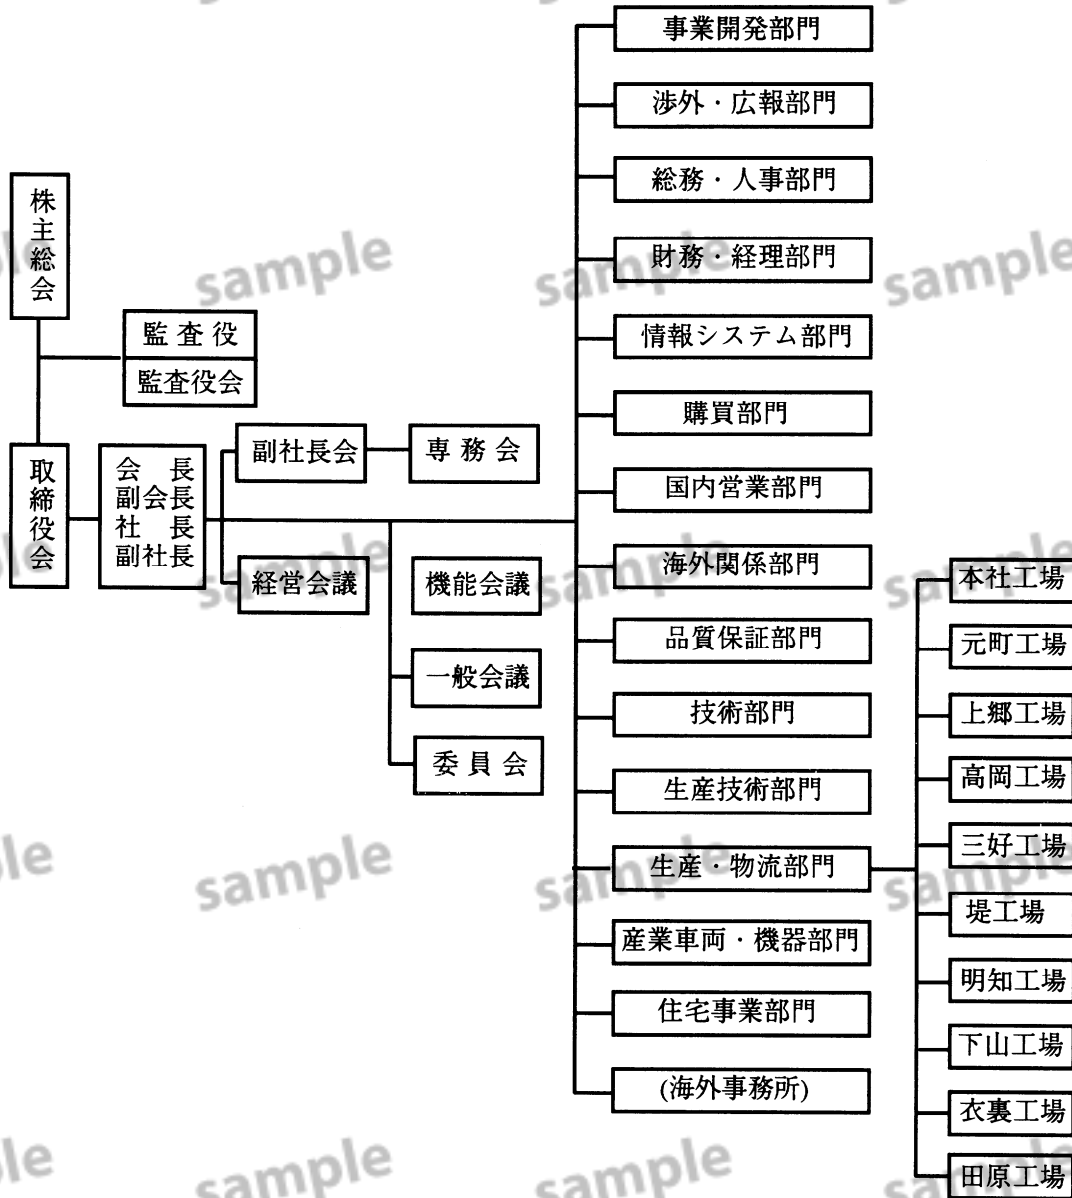 株主総会
監査役
監査役会
取締役会
会長
副会長
社長
副社長
副社長会
専務会
経営会議
機能会議
一般会議
委員会
事業開発部門
渉外・広報部門
総務・人事部門
財務・経理部門
情報システム部門
購買部門
国内営業部門
海外関係部門
品質保証部門
技術部門
生産技術部門
生産・物流部門
産業車両・機器部門
住宅事業部門
(海外事務所)
本社工場
元町工場
上郷工場
高岡工場
三好工場
堤工場
明知工場
下山工場
衣裏工場
田原工場
sample
sample
sample
sample
sample
sample
sample
sample
sample
sample
sample
sample